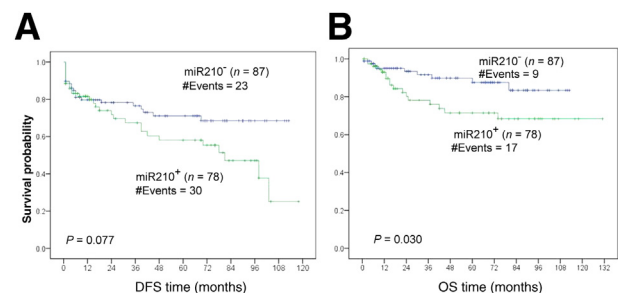 A
B
Survival probability
1.0
0.8
0.6
0.4
0.2
0.0
miR210- (n = 87)
#Events = 23
miR210+ (n = 78)
#Events = 30
P = 0.077
0 12 24 36 48 60 72 84 96 108 120
DFS time (months)
1.0
0.8
0.6
0.4
0.2
0.0
miR210- (n = 87)
#Events = 9
miR210+ (n = 78)
#Events = 17
P = 0.030
0 12 24 36 48 60 72 84 96 108 120 132
OS time (months)